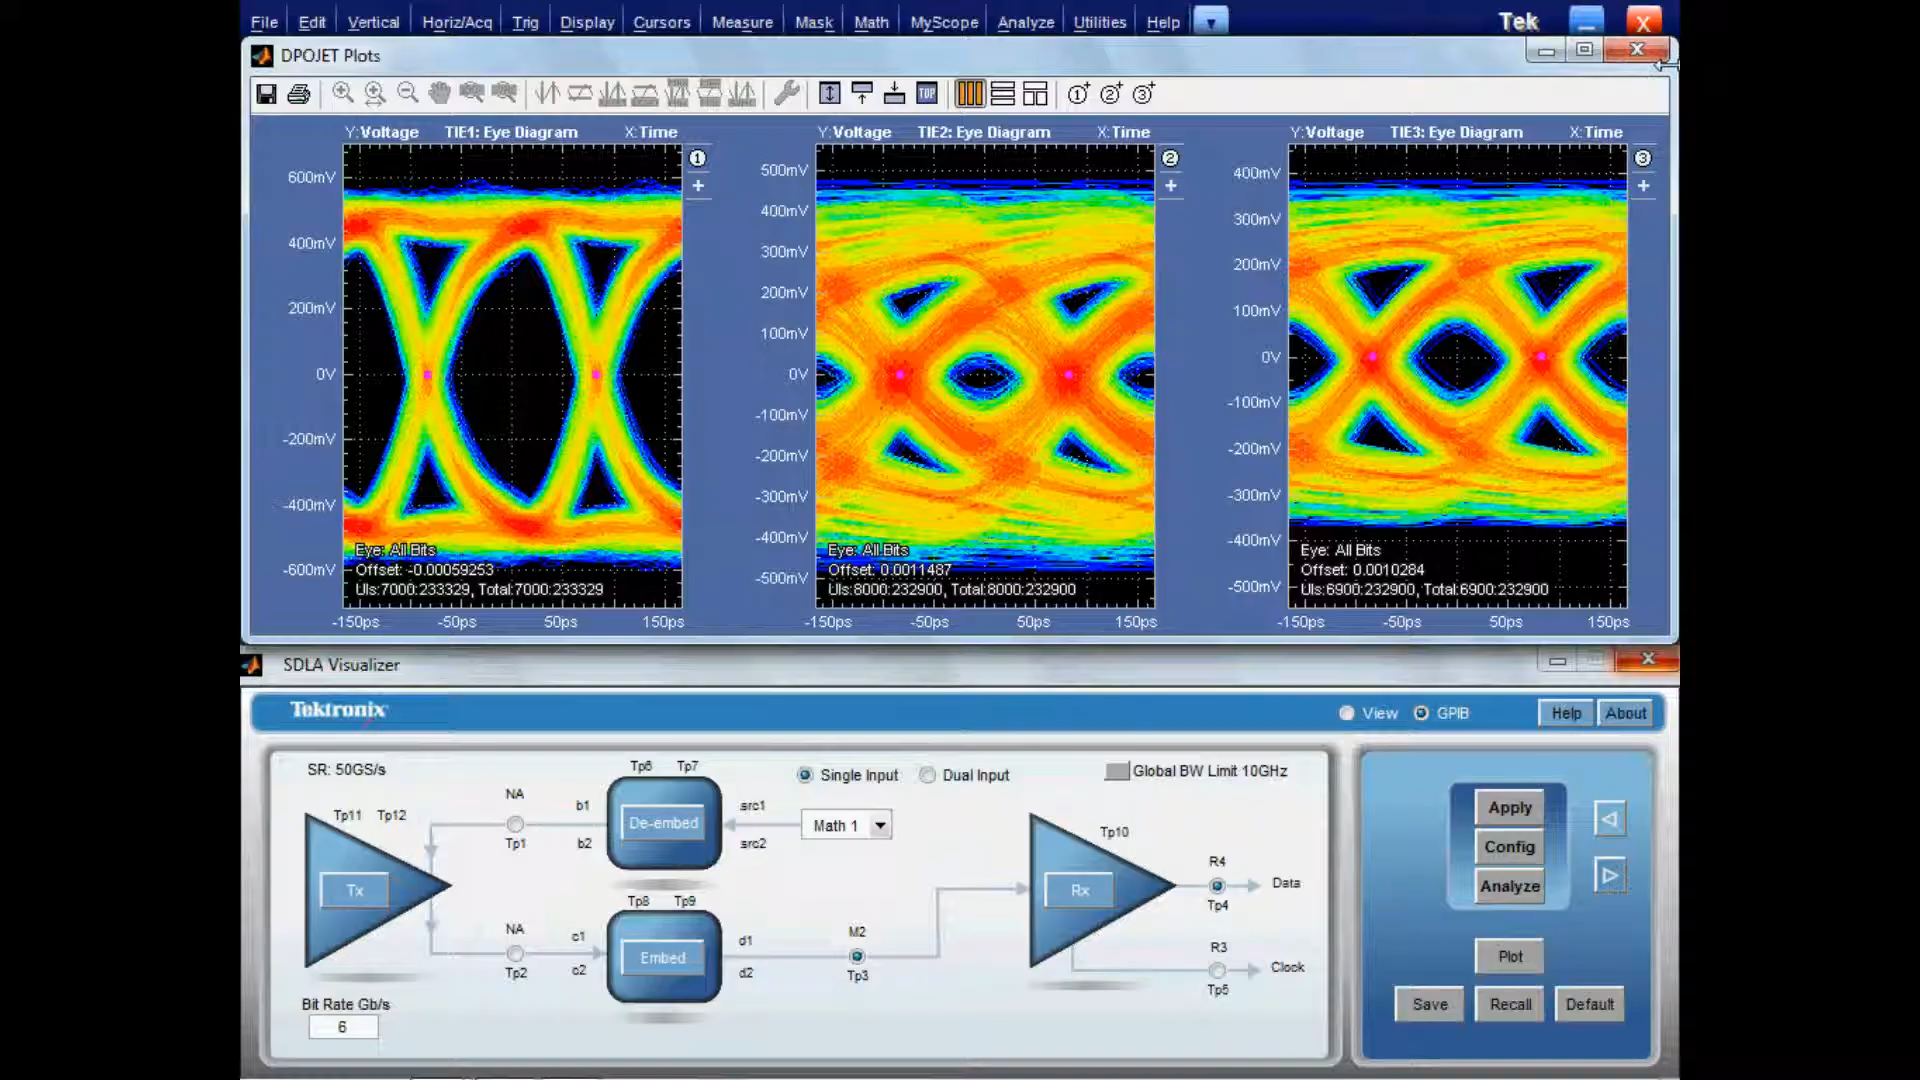 File Edit Vertical Horiz/Acq Trig Display Cursors Measure Mask Math MyScope Analyze Utilities Help Tek
DPOJET Plots
TOP 1 2 3
Y:Voltage TIE1: Eye Diagram X:Time
600mV
400mV
200mV
0V
-200mV
-400mV
-600mV
Eye: All Bits
Offset: -0.00059253
UIs:7000:233329, Total:7000:233329
-150ps -50ps 50ps 150ps
1
+
Y:Voltage TIE2: Eye Diagram X:Time
500mV
400mV
300mV
200mV
100mV
0V
-100mV
-200mV
-300mV
-400mV
-500mV
Eye: All Bits
Offset: 0.0011487
UIs:8000:232900, Total:8000:232900
-150ps -50ps 50ps 150ps
2
+
Y:Voltage TIE3: Eye Diagram X:Time
400mV
300mV
200mV
100mV
0V
-100mV
-200mV
-300mV
-400mV
-500mV
Eye: All Bits
Offset: 0.0010284
UIs:6900:232900, Total:6900:232900
-150ps -50ps 50ps 150ps
3
+
SDLA Visualizer
Tektronix View GPIB Help About
SR: 50GS/s
Tp11 Tp12
Tx
NA
Tp1
b1
b2
Tp6 Tp7
De-embed
src1
src2
Single Input Dual Input
Math 1
Global BW Limit 10GHz
NA
Tp2
c1
c2
Tp8 Tp9
Embed
d1
d2
M2
Tp3
Tp10
Rx
R4
Tp4
Data
R3
Tp5
Clock
Bit Rate Gb/s
6
Apply
Config
Analyze
Plot
Save Recall Default